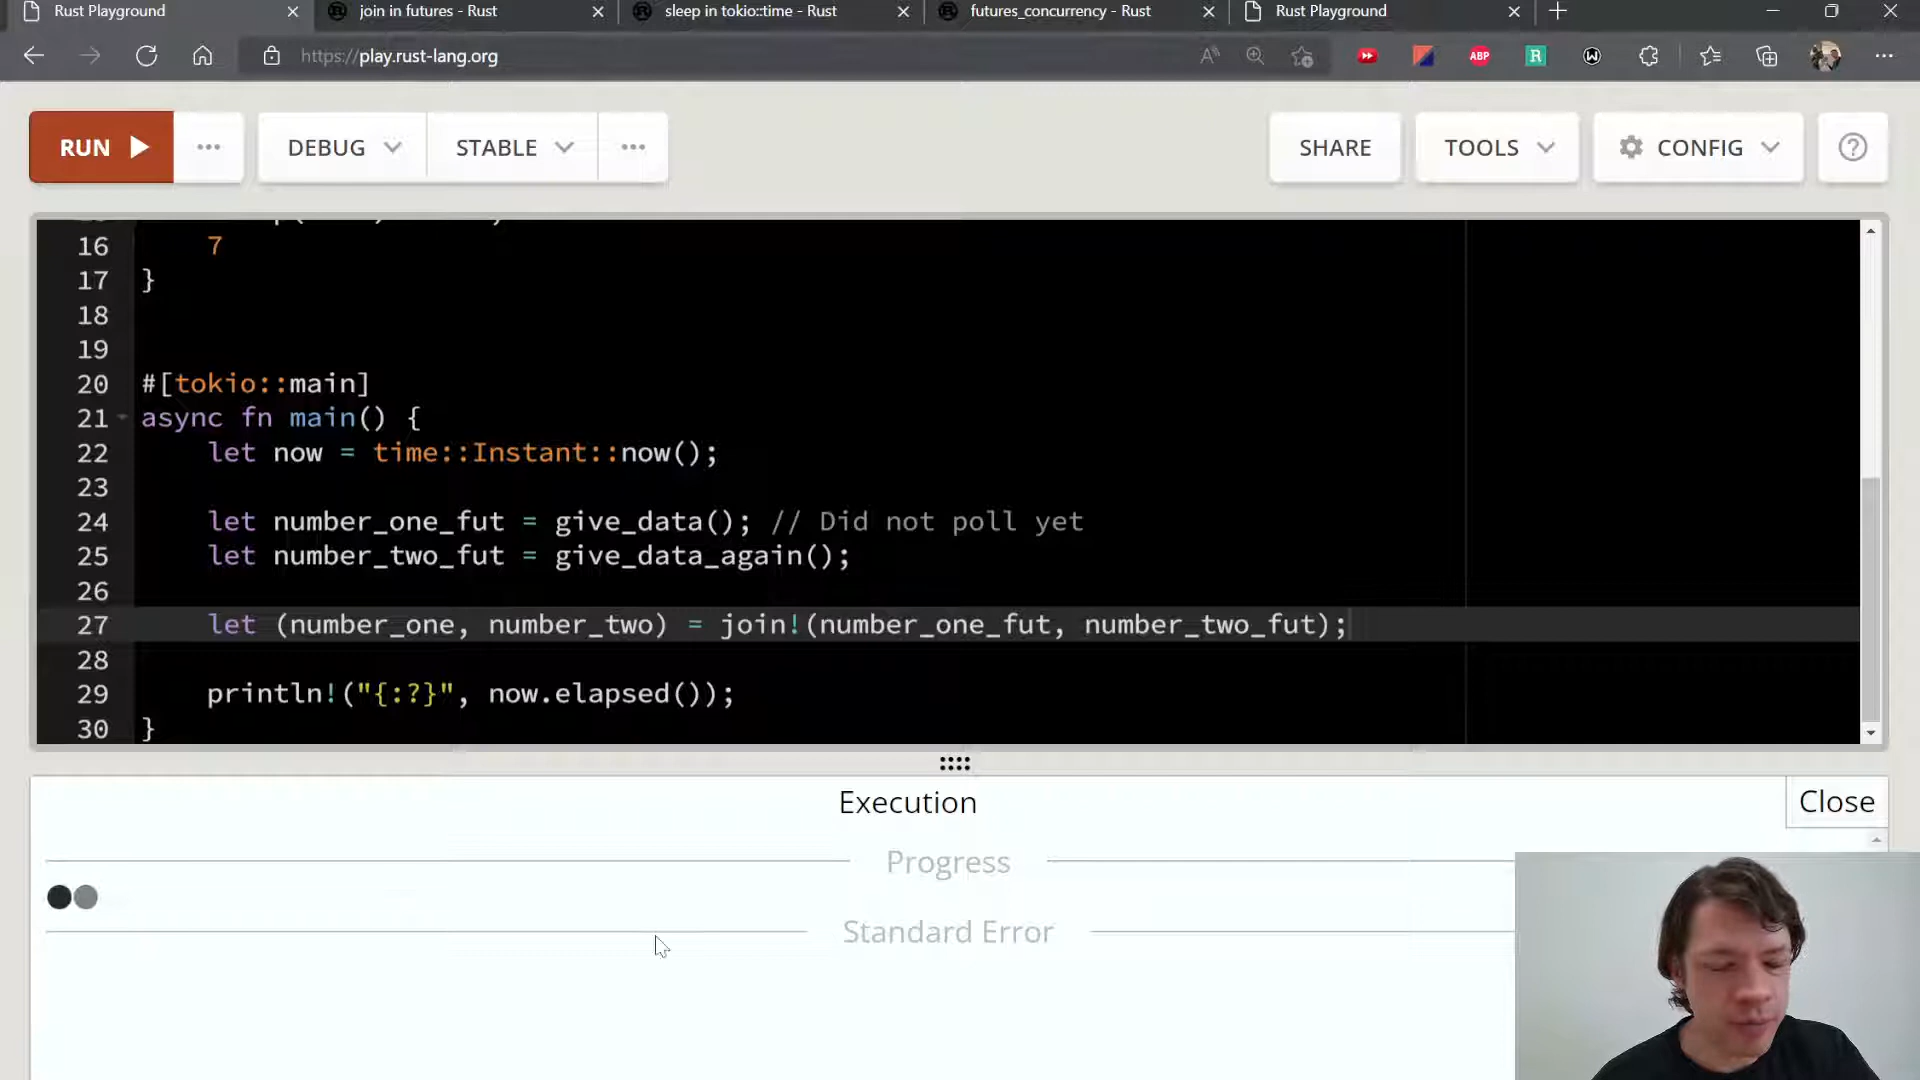 Rust Playground
join in futures - Rust
sleep in tokio::time - Rust
futures_concurrency - Rust
Rust Playground
https://play.rust-lang.org
ABP
R
W
RUN
DEBUG
STABLE
SHARE
TOOLS
CONFIG
16 7
17 }
18
19
20 #[tokio::main]
21 async fn main() {
22 let now = time::Instant::now();
23
24 let number_one_fut = give_data(); // Did not poll yet
25 let number_two_fut = give_data_again();
26
27 let (number_one, number_two) = join!(number_one_fut, number_two_fut);
28
29 println!("{:?}", now.elapsed());
30 }
Execution
Close
Progress
Standard Error